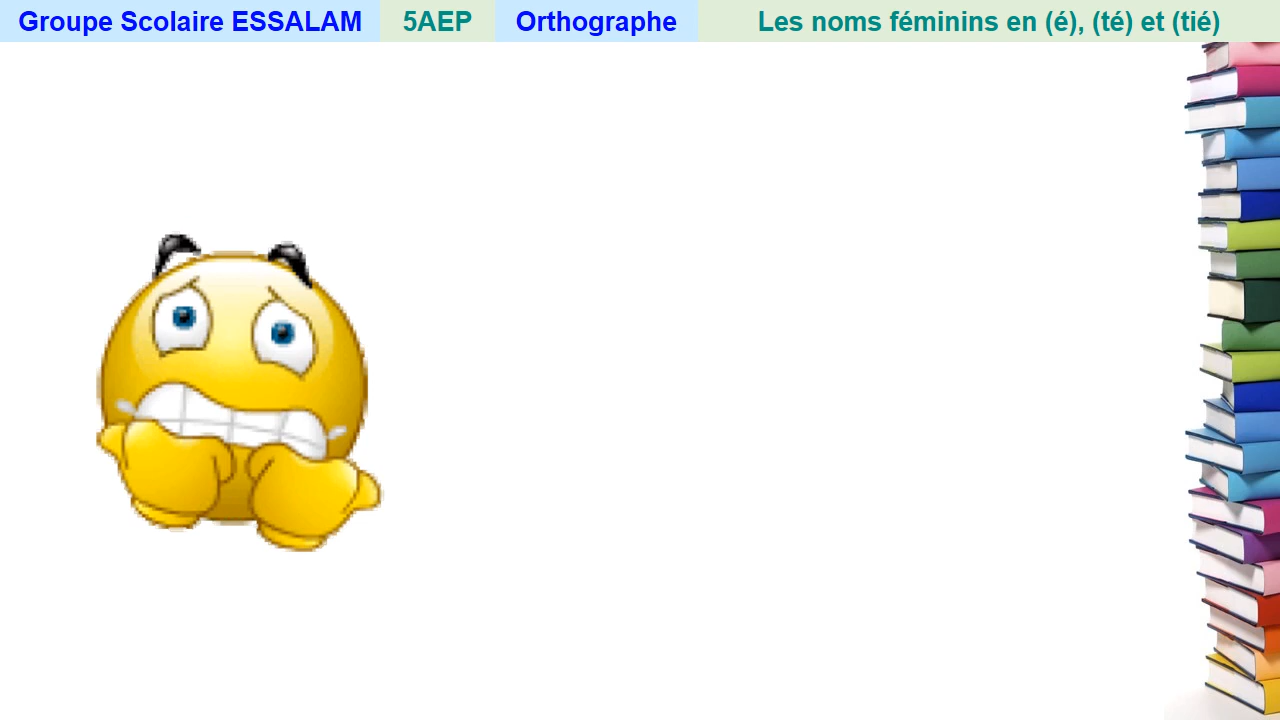 Groupe Scolaire ESSALAM 5AEP Orthographe Les noms féminins en (é), (té) et (tié)